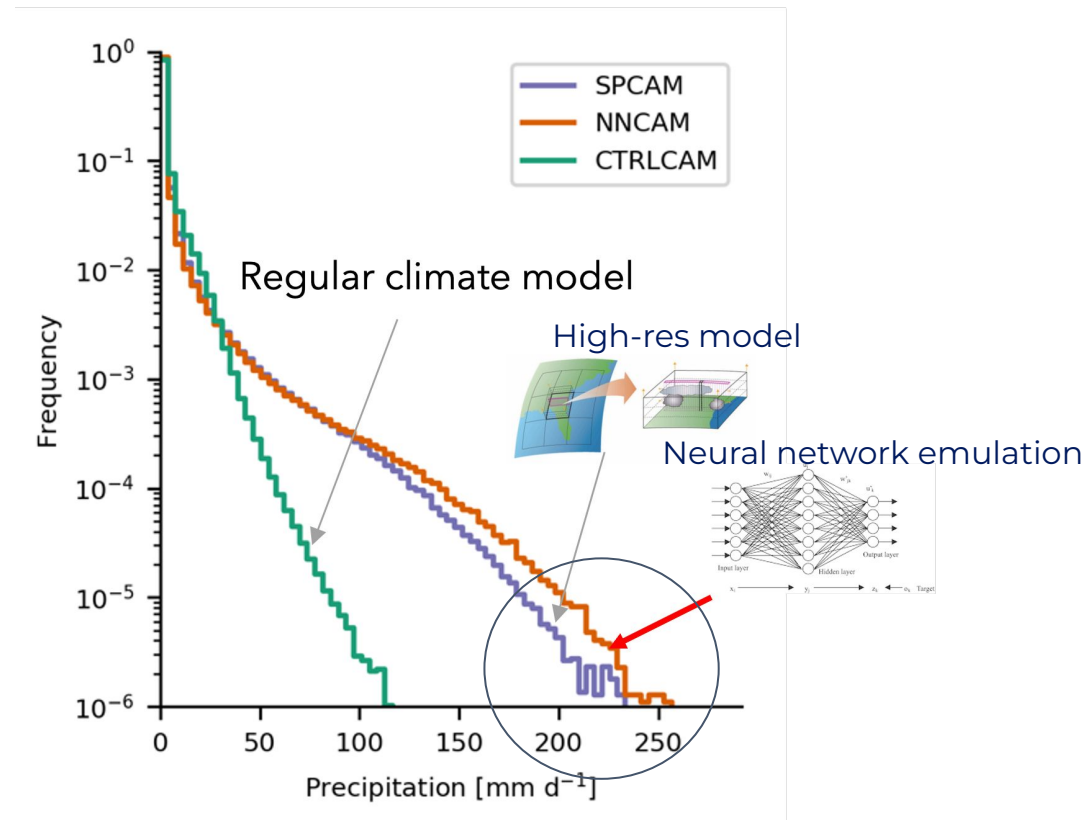 10⁰
10⁻¹
10⁻²
10⁻³
10⁻⁴
10⁻⁵
10⁻⁶
Frequency
SPCAM
NNCAM
CTRLCAM
Regular climate model
High-res model
Neural network emulation
Input layer
Hidden layer
Output layer
Target
0 50 100 150 200 250
Precipitation [mm d⁻¹]